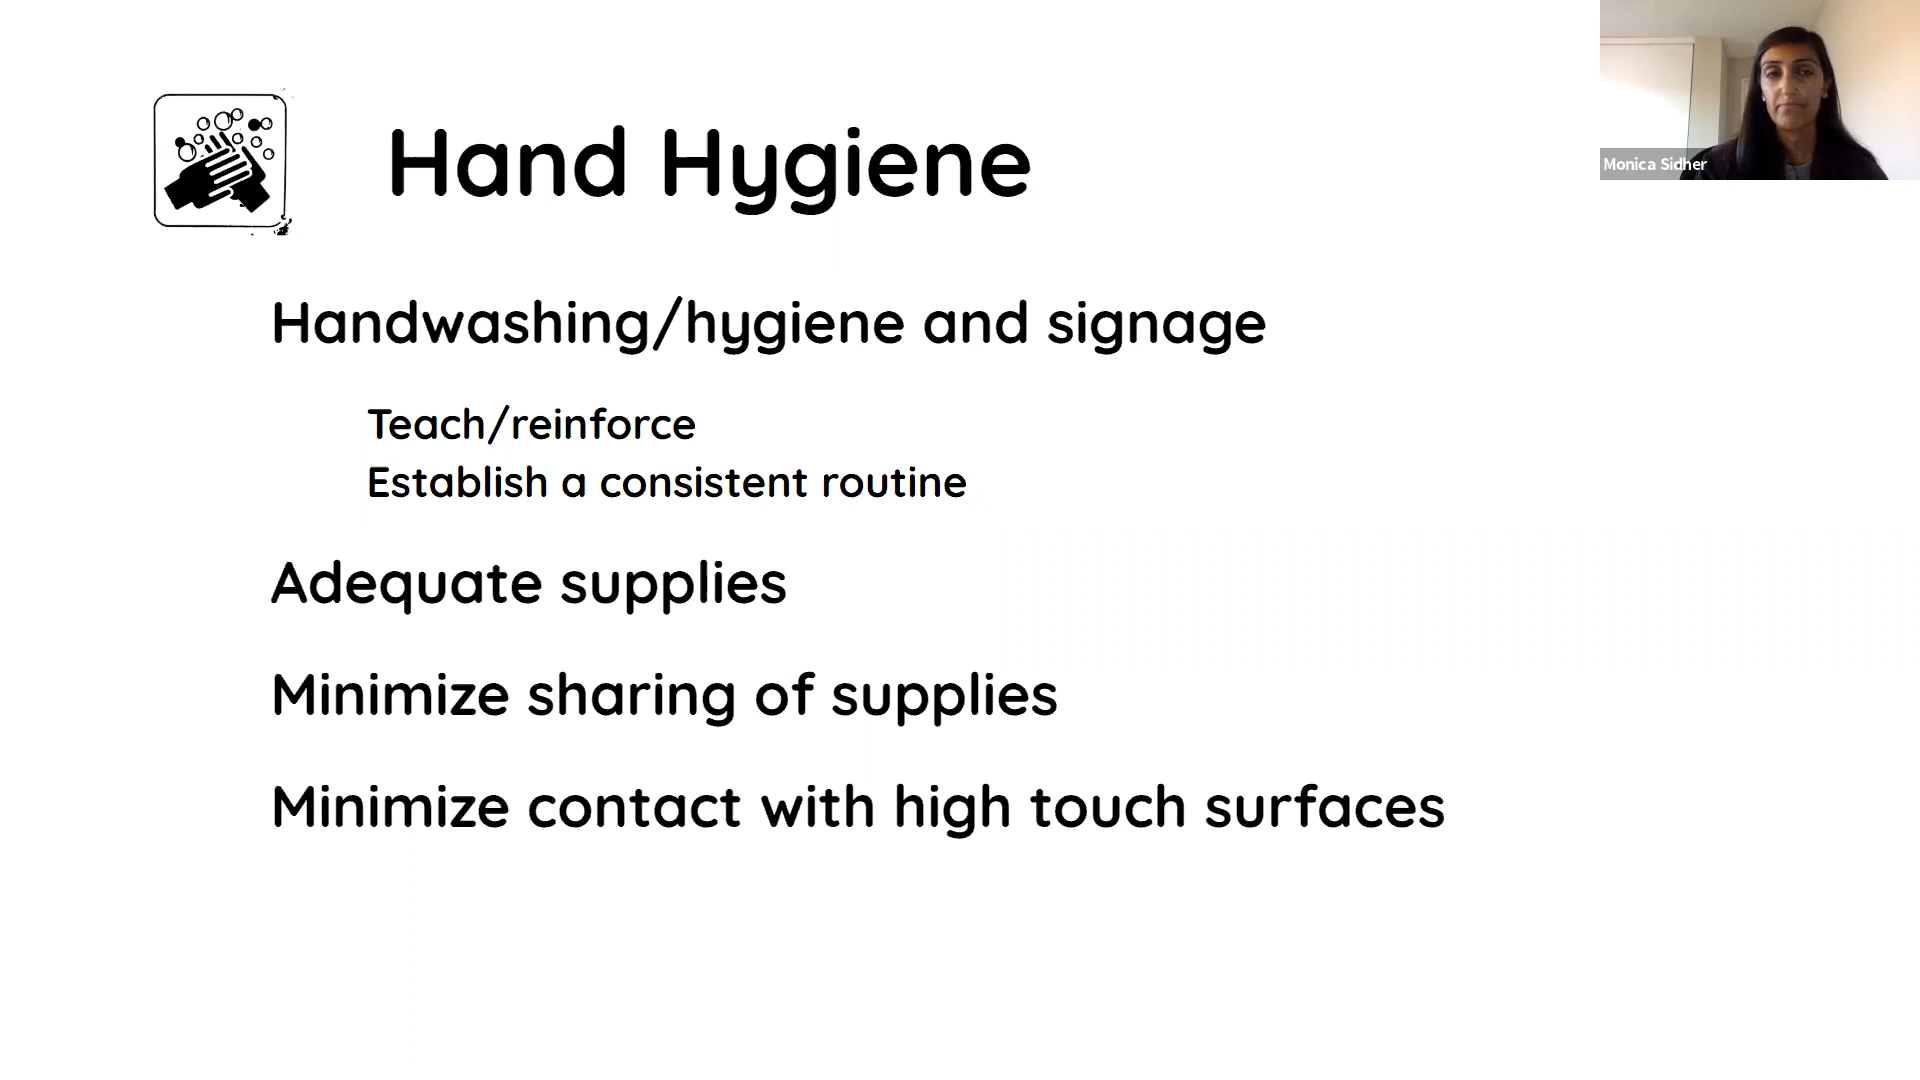 Hand Hygiene
Monica Sidher
Handwashing/hygiene and signage
Teach/reinforce
Establish a consistent routine
Adequate supplies
Minimize sharing of supplies
Minimize contact with high touch surfaces